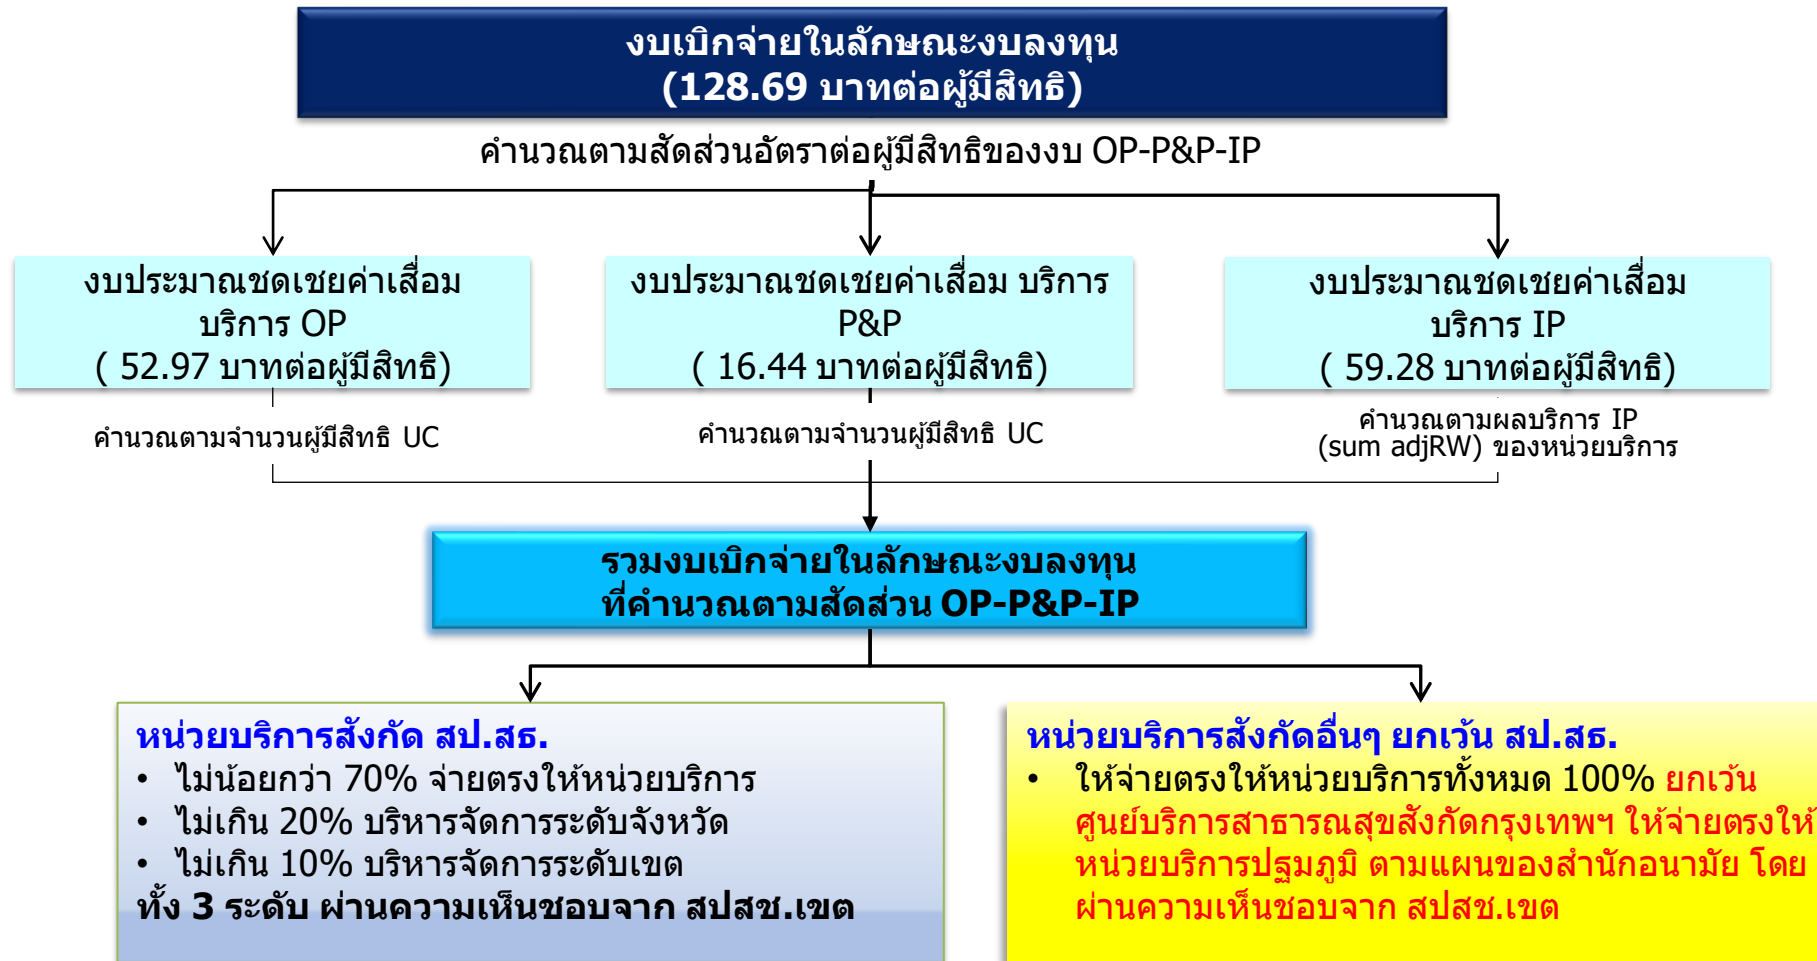 งบเบิกจ่ายในลักษณะงบลงทุน
(128.69 บาทต่อผู้มีสิทธิ)
คำนวณตามสัดส่วนอัตราต่อผู้มีสิทธิของงบ OP-P&P-IP
งบประมาณชดเชยค่าเสื่อม
บริการ OP
( 52.97 บาทต่อผู้มีสิทธิ)
งบประมาณชดเชยค่าเสื่อม บริการ
P&P
( 16.44 บาทต่อผู้มีสิทธิ)
งบประมาณชดเชยค่าเสื่อม
บริการ IP
( 59.28 บาทต่อผู้มีสิทธิ)
คำนวณตามจำนวนผู้มีสิทธิ UC
คำนวณตามจำนวนผู้มีสิทธิ UC
คำนวณตามผลบริการ IP
(sum adjRW) ของหน่วยบริการ
รวมงบเบิกจ่ายในลักษณะงบลงทุน
ที่คำนวณตามสัดส่วน OP-P&P-IP
หน่วยบริการสังกัด สป.สธ.
• ไม่น้อยกว่า 70% จ่ายตรงให้หน่วยบริการ
• ไม่เกิน 20% บริหารจัดการระดับจังหวัด
• ไม่เกิน 10% บริหารจัดการระดับเขต
ทั้ง 3 ระดับ ผ่านความเห็นชอบจาก สปสช.เขต
หน่วยบริการสังกัดอื่นๆ ยกเว้น สป.สธ.
• ให้จ่ายตรงให้หน่วยบริการทั้งหมด 100% ยกเว้น
ศูนย์บริการสาธารณสุขสังกัดกรุงเทพฯ ให้จ่ายตรงให้
หน่วยบริการปฐมภูมิ ตามแผนของสำนักอนามัย โดย
ผ่านความเห็นชอบจาก สปสช.เขต